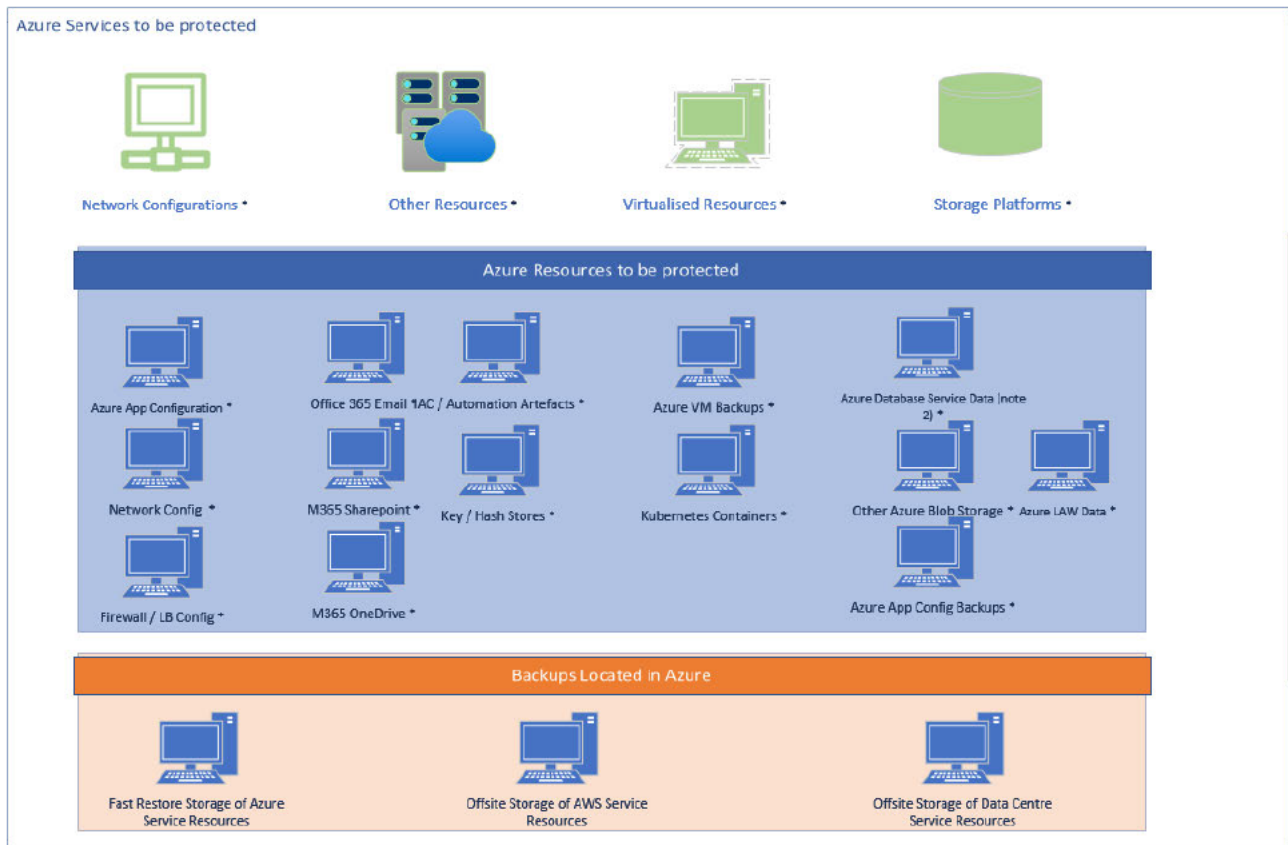 Azure Services to be protected
Network Configurations *
Other Resources *
Virtualised Resources *
Storage Platforms *
Azure Resources to be protected
Azure App Configuration *
Office 365 Email *
IAC / Automation Artefacts *
Azure VM Backups *
Azure Database Service Data (note
2) *
Network Config *
M365 Sharepoint *
Key / Hash Stores *
Kubernetes Containers *
Other Azure Blob Storage *
Azure LAW Data *
Firewall / LB Config *
M365 OneDrive *
Azure App Config Backups *
Backups Located in Azure
Fast Restore Storage of Azure
Service Resources
Offsite Storage of AWS Service
Resources
Offsite Storage of Data Centre
Service Resources